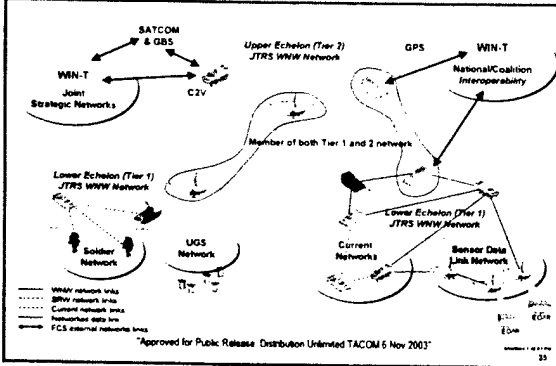 SATCOM
& GBS
WIN-T
Joint
Strategic Networks
C2V
Upper Echelon (Tier 2)
JTRS WNW Network
GPS
WIN-T
National/Coalition
Interoperability
Member of both Tier 1 and 2 network
Lower Echelon (Tier 1)
JTRS WNW Network
Soldier
Network
UGS
Network
Lower Echelon (Tier 1)
JTRS WNW Network
Current
Networks
Sensor Data
Link Network
WNW network links
SRW network links
Current network links
Networked data link
FCS external networks links
"Approved for Public Release Distribution Unlimited TACOM 6 Nov 2003"
25